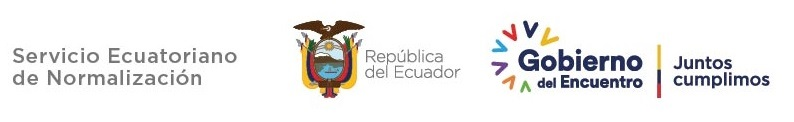 Servicio Ecuatoriano
de Normalización
República
del Ecuador
Gobierno
del Encuentro
Juntos
cumplimos